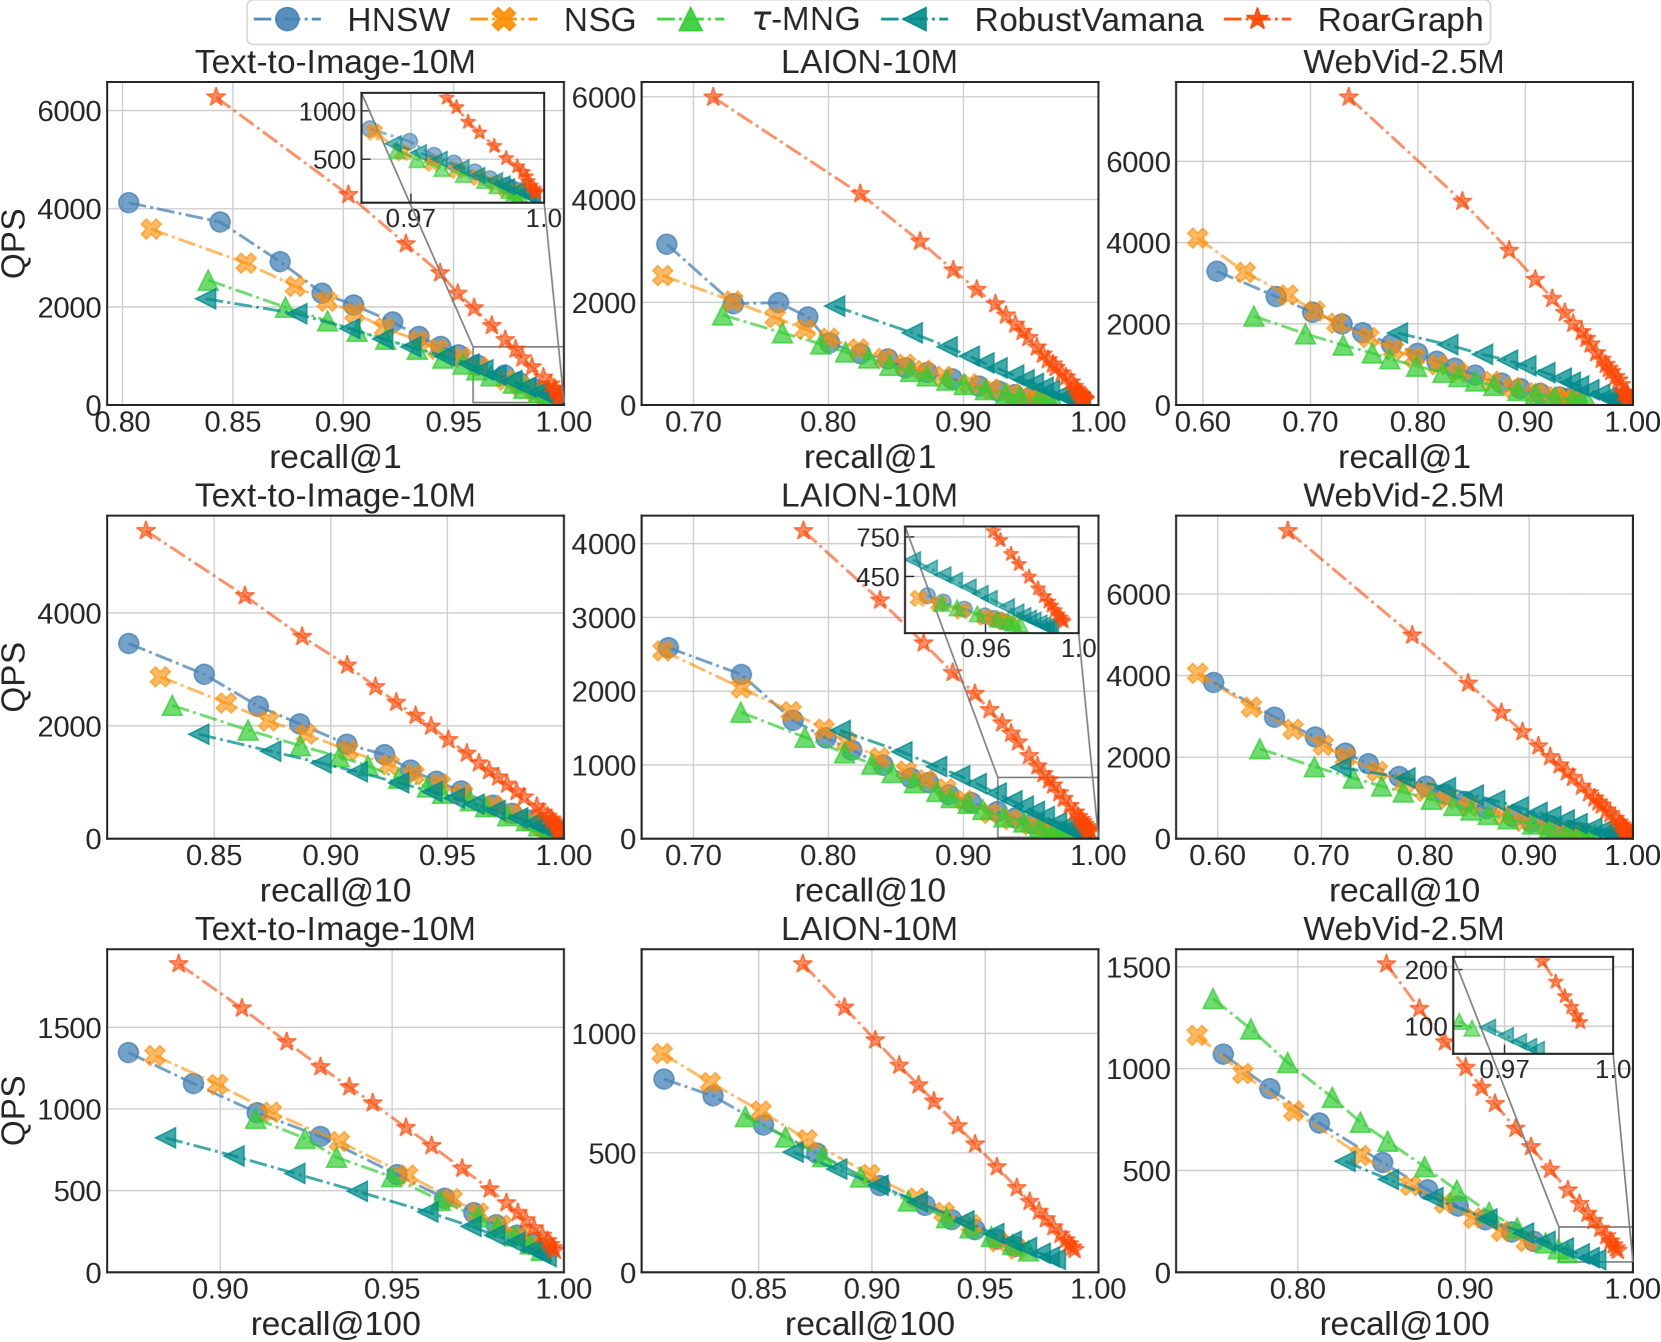 HNSW NSG τ-MNG RobustVamana RoarGraph
Text-to-Image-10M LAION-10M WebVid-2.5M
QPS
6000
4000
2000
0
0.80 0.85 0.90 0.95 1.00
1000
500
0.97 1.0
recall@1
6000
4000
2000
0
0.70 0.80 0.90 1.00
recall@1
6000
4000
2000
0
0.60 0.70 0.80 0.90 1.00
recall@1
Text-to-Image-10M LAION-10M WebVid-2.5M
QPS
4000
2000
0
0.85 0.90 0.95 1.00
recall@10
4000
3000
2000
1000
0
0.70 0.80 0.90 1.00
750
450
0.96 1.0
recall@10
6000
4000
2000
0
0.60 0.70 0.80 0.90 1.00
recall@10
Text-to-Image-10M LAION-10M WebVid-2.5M
QPS
1500
1000
500
0
0.90 0.95 1.00
recall@100
1000
500
0
0.85 0.90 0.95 1.00
recall@100
1500
1000
500
0
0.80 0.90 1.00
200
100
0.97 1.0
recall@100